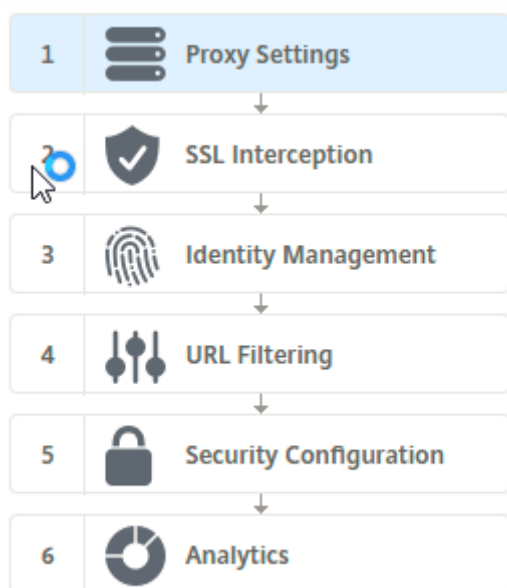 1 Proxy Settings
2 SSL Interception
3 Identity Management
4 URL Filtering
5 Security Configuration
6 Analytics